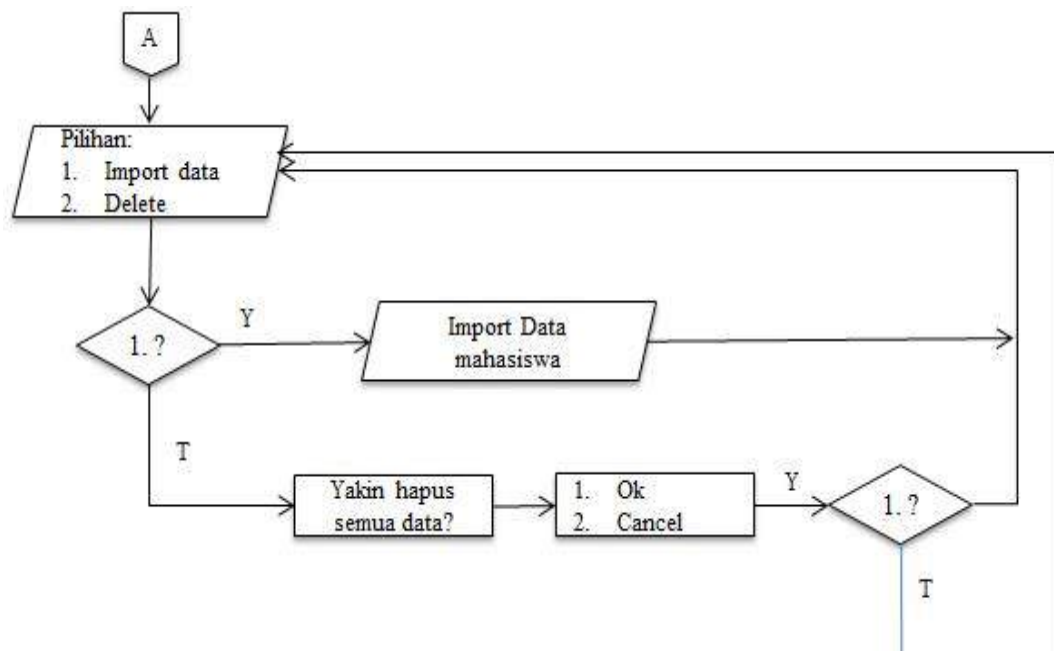 A
Pilihan:
1. Import data
2. Delete
1. ?
Y
Import Data
mahasiswa
T
Yakin hapus
semua data?
1. Ok
2. Cancel
Y
1. ?
T